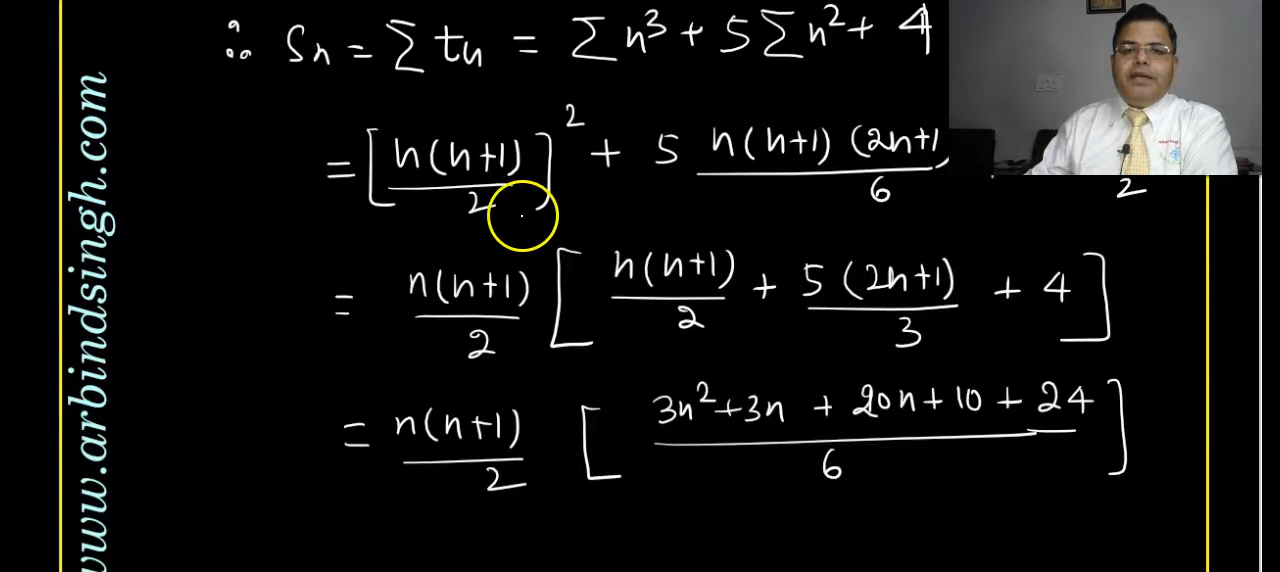 ∴ Sn = ∑ tn = ∑ n³ + 5 ∑ n² + 4
= [n(n+1)/2]² + 5 n(n+1) (2n+1)/6 2
= n(n+1)/2 [n(n+1)/2 + 5 (2n+1)/3 + 4]
= n(n+1)/2 [3n²+3n + 20n+10 + 24/6]
www.arbindsingh.com